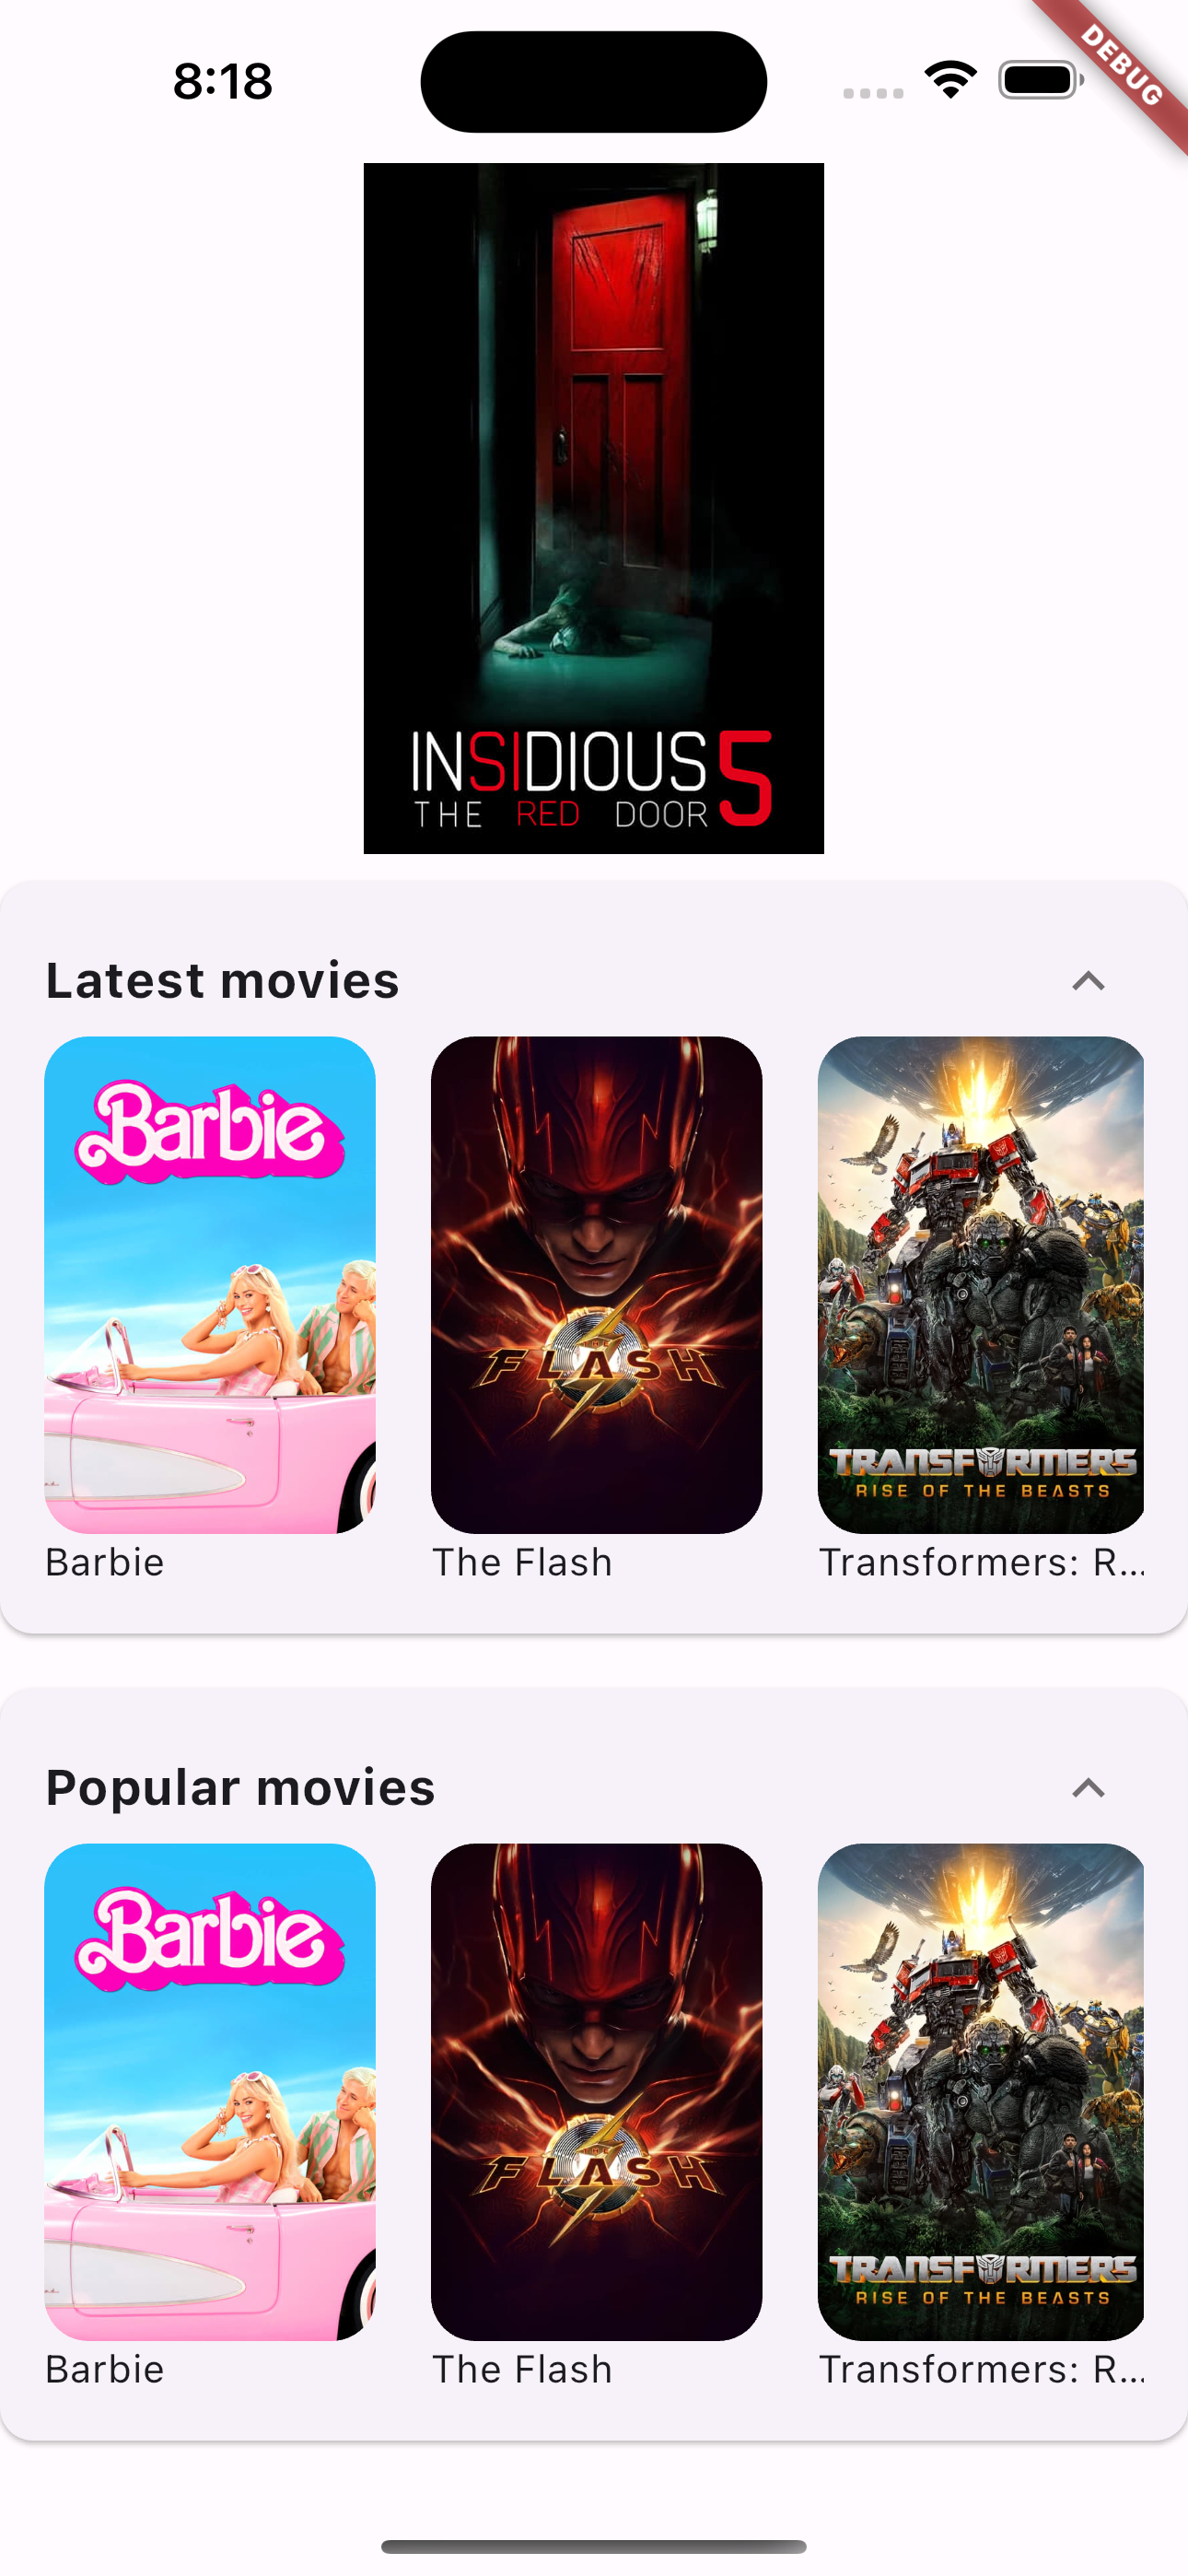 8:18
DEBUG
INSIDIOUS 5
THE RED DOOR
Latest movies
Barbie
FLASH
TRANSFORMERS
RISE OF THE BEASTS
Barbie
The Flash
Transformers: R...
Popular movies
Barbie
FLASH
TRANSFORMERS
RISE OF THE BEASTS
Barbie
The Flash
Transformers: R...